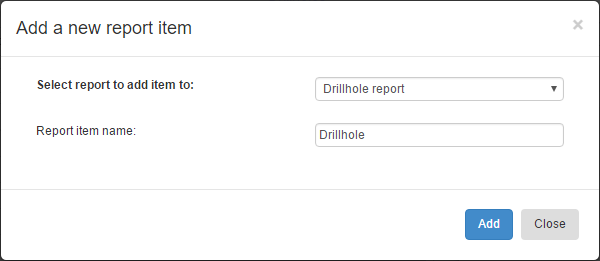 Add a new report item
×
Select report to add item to:
Drillhole report
Report item name:
Drillhole
Add
Close